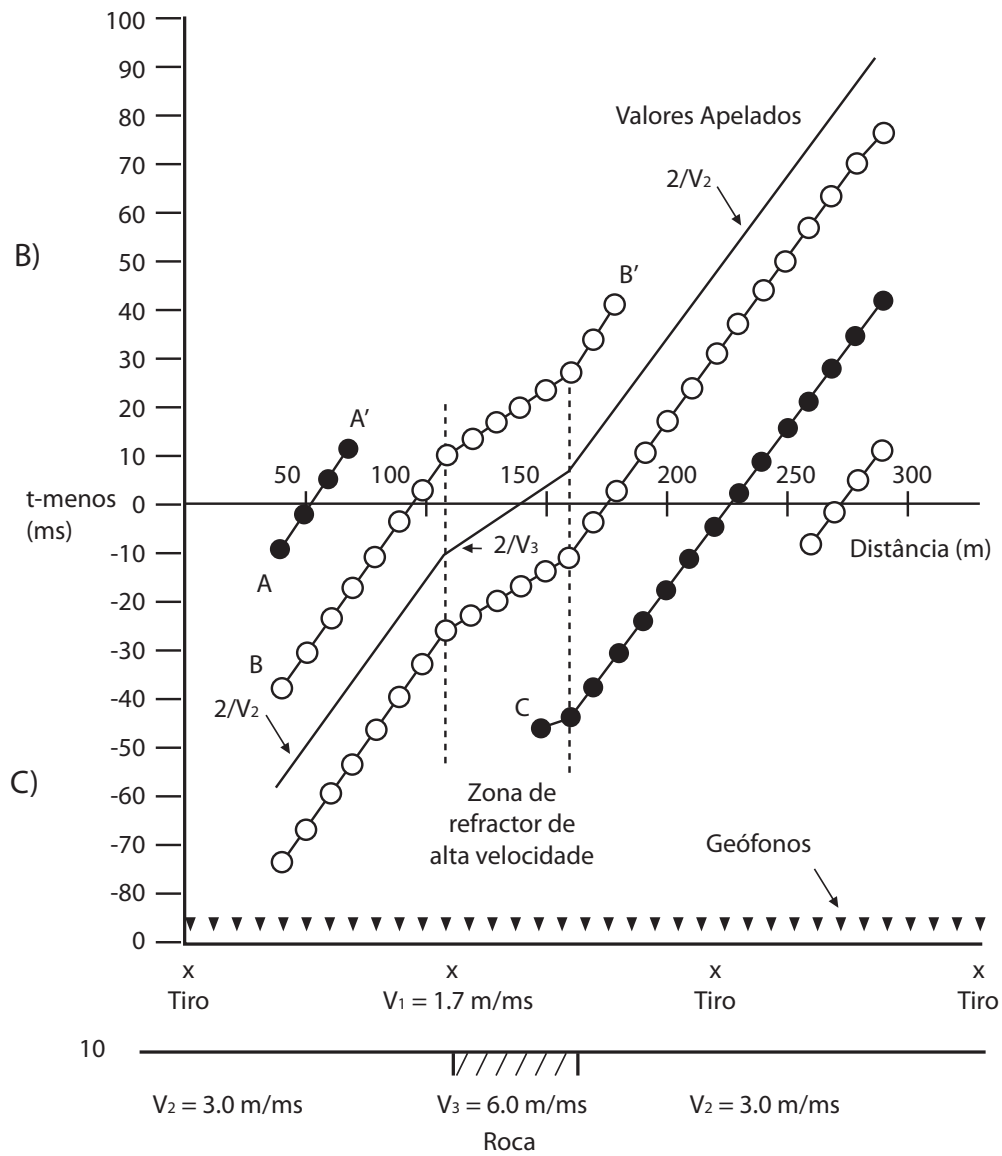 100
90
80
70
60
50
40
30
20
10
0
-10
-20
-30
-40
-50
-60
-70
-80
0
B)
C)
t-menos
(ms)
Valores Apelados
2/V₂
B’
A’
50
100
150
200
250
300
2/V₃
Distância (m)
A
B
2/V₂
C
Zona de
refractor de
alta velocidade
Geófonos
x
x
x
x
Tiro
V₁ = 1.7 m/ms
Tiro
Tiro
10
V₂ = 3.0 m/ms
V₃ = 6.0 m/ms
V₂ = 3.0 m/ms
Roca